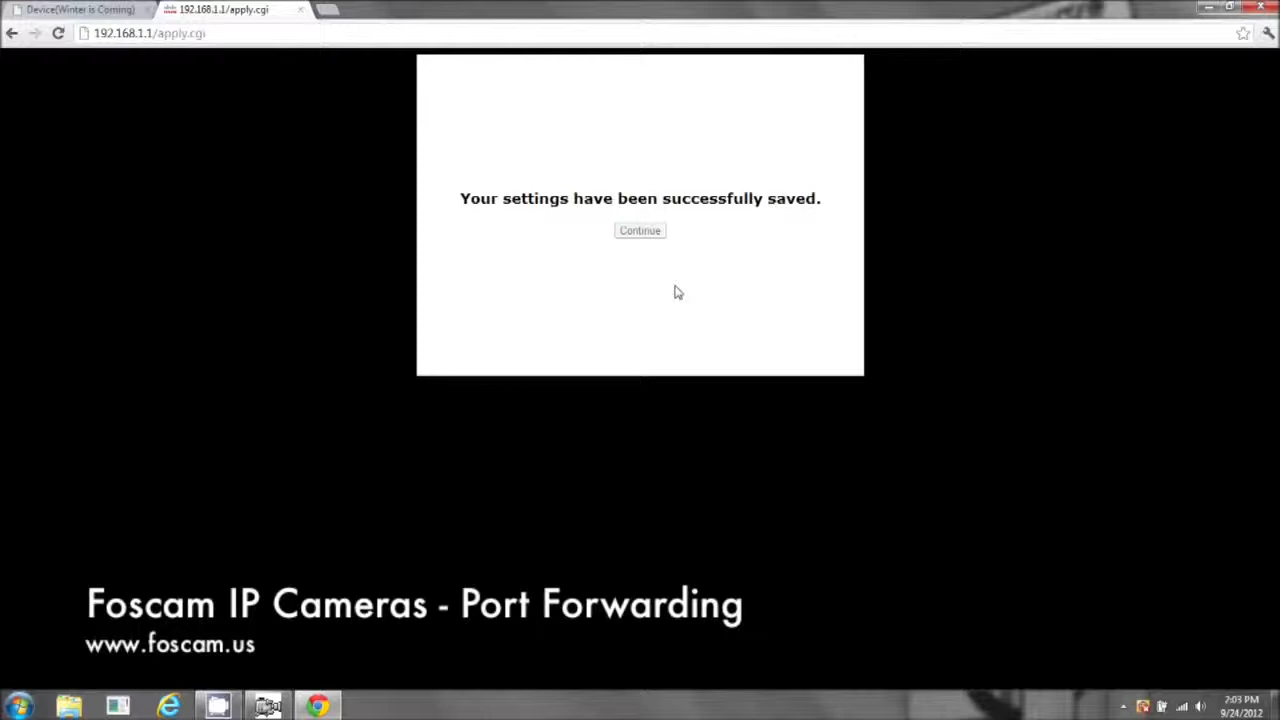 Device(Winter is Coming)
192.168.1.1/apply.cgi
192.168.1.1/apply.cgi
Your settings have been successfully saved.
Continue
Foscam IP Cameras - Port Forwarding
www.foscam.us
2:03 PM
9/24/2012